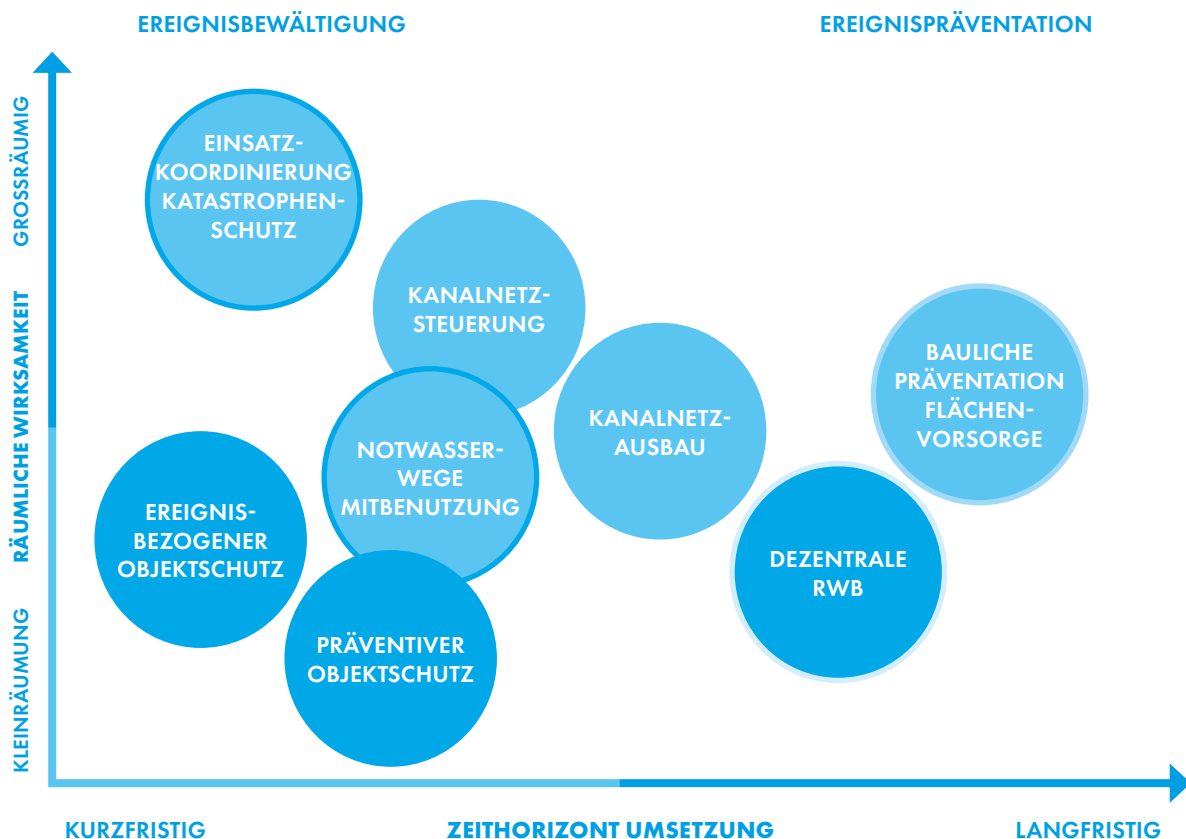 EREIGNISBEWÄLTIGUNG
EREIGNISPRÄVENTATION
GROSSRÄUMIG
RÄUMLICHE WIRKSAMKEIT
KLEINRÄUMUNG
EINSATZ-
KOORDINIERUNG
KATASTROPHEN-
SCHUTZ
KANALNETZ-
STEUERUNG
KANALNETZ-
AUSBAU
BAULICHE
PRÄVENTATION
FLÄCHEN-
VORSORGE
NOTWASSER-
WEGE
MITBENUTZUNG
EREIGNIS-
BEZOGENER
OBJEKTSCHUTZ
DEZENTRALE
RWB
PRÄVENTIVER
OBJEKTSCHUTZ
KURZFRISTIG
ZEITHORIZONT UMSETZUNG
LANGFRISTIG